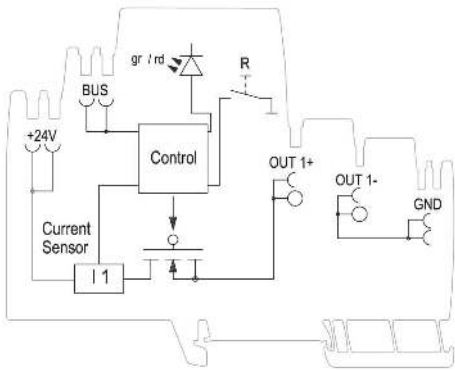 gr / rd
R
BUS
+24V
Control
OUT 1+
OUT 1-
GND
Current
Sensor
I 1